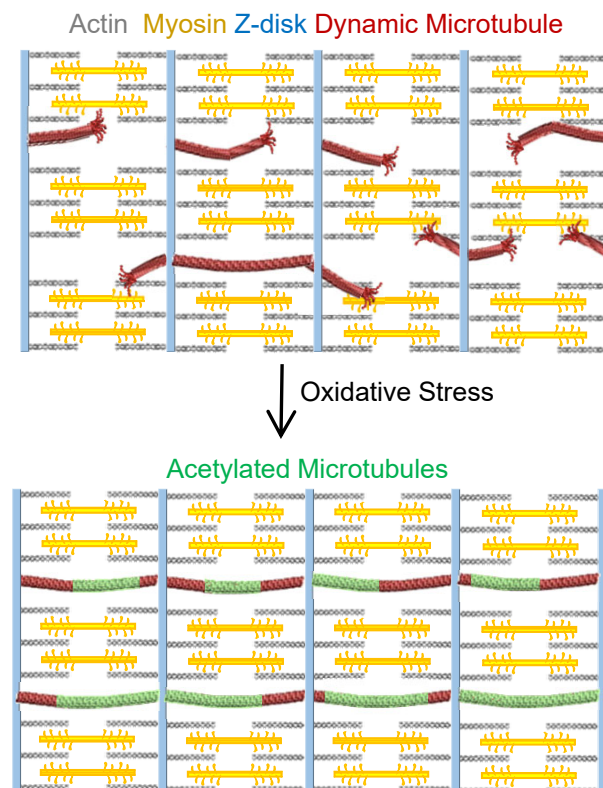 Actin Myosin Z-disk Dynamic Microtubule
Oxidative Stress
Acetylated Microtubules